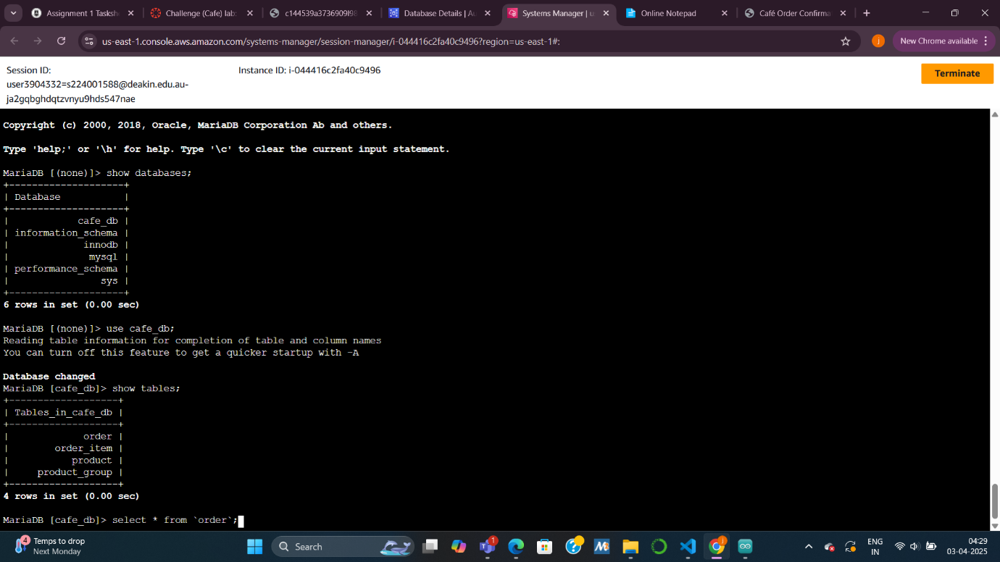 Assignment 1 Tasksh
Challenge (Cafe) lab:
c144539a3736909l98
Database Details | Au
Systems Manager | us
Online Notepad
Café Order Confirma
us-east-1.console.aws.amazon.com/systems-manager/session-manager/i-044416c2fa40c9496?region=us-east-1#:
j
New Chrome available
Session ID:
user3904332=s224001588@deakin.edu.au-
ja2gqbghdqtzvnyu9hds547nae
Instance ID: i-044416c2fa40c9496
Terminate
Copyright (c) 2000, 2018, Oracle, MariaDB Corporation Ab and others.
Type 'help;' or '\h' for help. Type '\c' to clear the current input statement.
MariaDB [(none)]> show databases;
+--------------------+
| Database           |
+--------------------+
|            cafe_db |
| information_schema |
|             innodb |
|              mysql |
| performance_schema |
|                sys |
+--------------------+
6 rows in set (0.00 sec)
MariaDB [(none)]> use cafe_db;
Reading table information for completion of table and column names
You can turn off this feature to get a quicker startup with -A
Database changed
MariaDB [cafe_db]> show tables;
+-------------------+
| Tables_in_cafe_db |
+-------------------+
|             order |
|        order_item |
|           product |
|     product_group |
+-------------------+
4 rows in set (0.00 sec)
MariaDB [cafe_db]> select * from `order`;
4
Temps to drop
Next Monday
Search
1
j
ENG
IN
04:29
03-04-2025